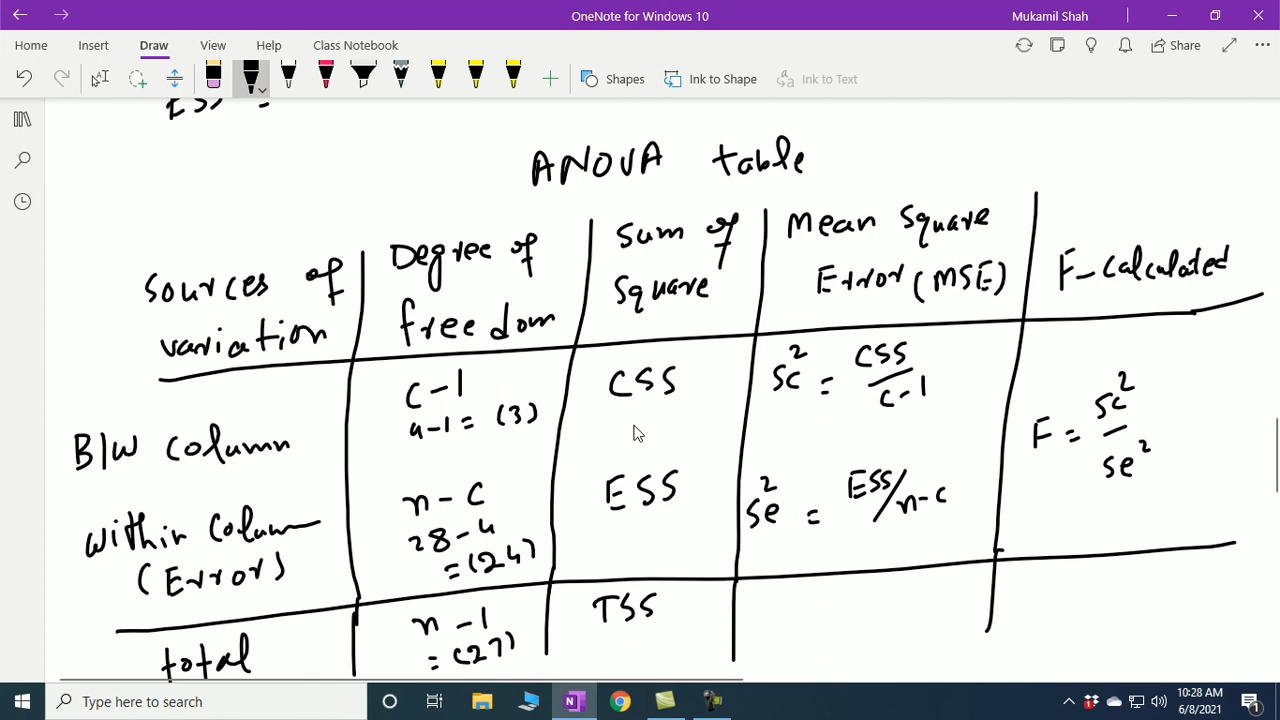 OneNote for Windows 10
Mukamil Shah
Home Insert Draw View Help Class Notebook
Share
Shapes
Ink to Shape
Ink to Text
ESS =
ANOVA table
Sources of variation
Degree of freedom
Sum of Square
Mean Square Error (MSE)
F-calculated
B/W column
c-1
4-1 = (3)
CSS
Sc² = CSS/c-1
F = Sc²/Se²
within column (Error)
n-c
28-4
= (24)
ESS
Se² = ESS/n-c
total
n-1
= (27)
TSS
Type here to search
10:28 AM
6/8/2021
1